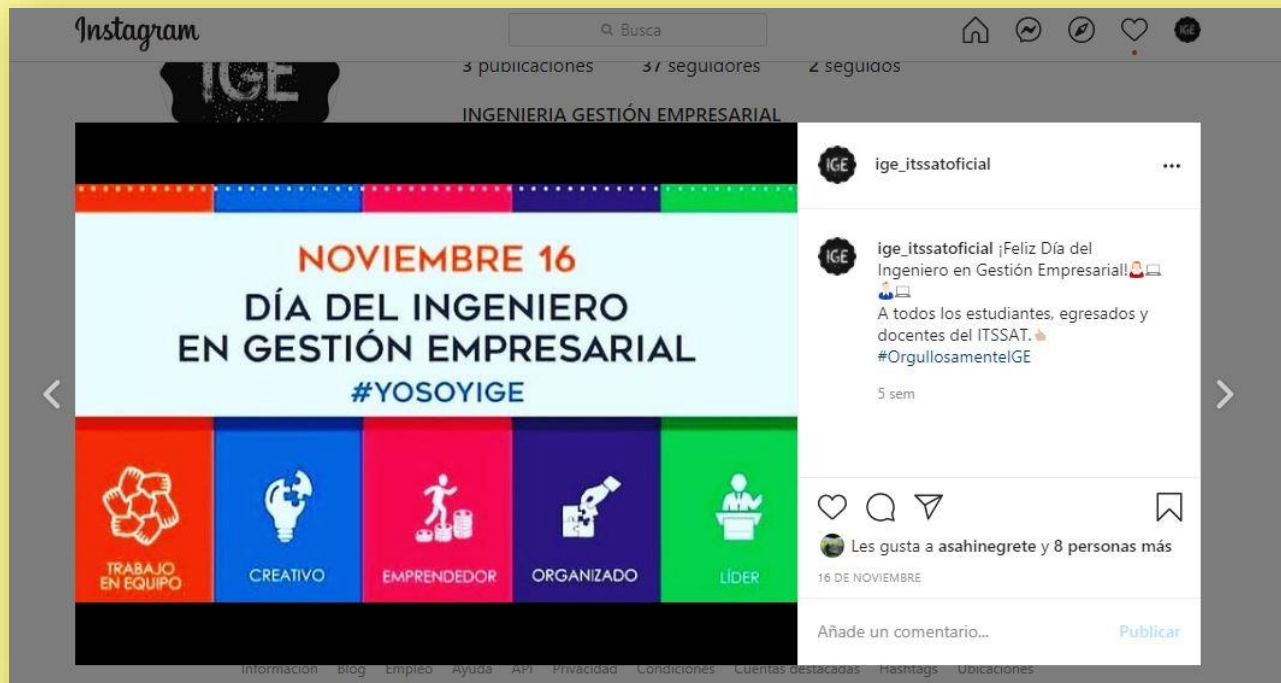 Instagram
Busca
IGE
IGE
3 publicaciones 37 seguidores 2 seguidos
INGENIERIA GESTIÓN EMPRESARIAL
NOVIEMBRE 16
DÍA DEL INGENIERO
EN GESTIÓN EMPRESARIAL
#YOSOYIGE
TRABAJO
EN EQUIPO
CREATIVO
EMPRENDEDOR
ORGANIZADO
LÍDER
IGE
ige_itssatoficial
IGE
ige_itssatoficial ¡Feliz Día del
Ingeniero en Gestión Empresarial!
A todos los estudiantes, egresados y
docentes del ITSSAT.
#OrgullosamenteIGE
5 sem
Les gusta a asahinegrete y 8 personas más
16 DE NOVIEMBRE
Añade un comentario...
Publicar
Información Blog Empleo Ayuda API Privacidad Condiciones Cuentas destacadas Hashtags Ubicaciones